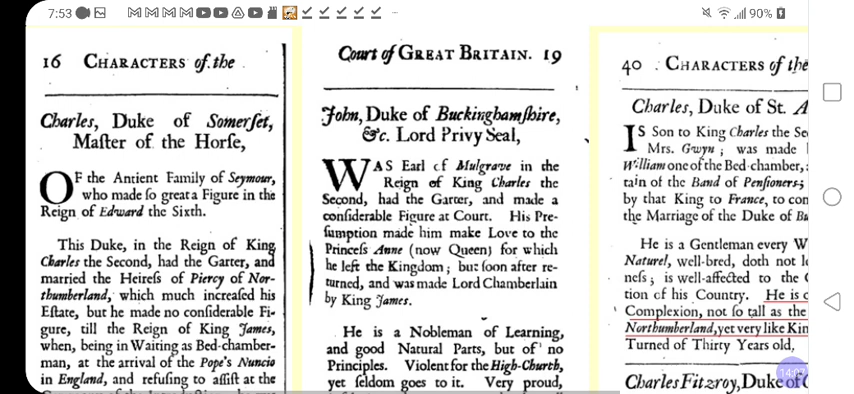 7:53
90%
16 CHARACTERS of the
Charles, Duke of Somerſet,
Maſter of the Horſe,
OF the Ancient Family of Seymour,
who made ſo great a Figure in the
Reign of Edward the Sixth.
This Duke, in the Reign of King
Charles the Second, had the Garter, and
married the Heireſs of Piercy of Nor-
thumberland, which much increaſed his
Eſtate, but he made no conſiderable Fi-
gure, till the Reign of King James,
when, being in Waiting as Bed-chamber-
man, at the arrival of the Pope's Nuncio
in England, and refuſing to aſſiſt at the
Court of GREAT BRITAIN. 19
John, Duke of Buckinghamſhire,
&c. Lord Privy Seal,
WAS Earl of Mulgrave in the
Reign of King Charles the
Second, had the Garter, and made a
conſiderable Figure at Court. His Pre-
ſumption made him make Love to the
Princeſs Anne (now Queen) for which
he left the Kingdom; but ſoon after re-
turned, and was made Lord Chamberlain
by King James.
He is a Nobleman of Learning,
and good Natural Parts, but of no
Principles. Violent for the High-Church,
yet ſeldom goes to it. Very proud,
40 CHARACTERS of the
Charles, Duke of St. A
IS Son to King Charles the Se
Mrs. Gwyn; was made
William one of the Bed-chamber,
tain of the Band of Penſioners;
by that King to France, to con
the Marriage of the Duke of Bu
He is a Gentleman every W
Naturel, well-bred, doth not lo
neſs; is well-affected to the C
tion of his Country. He is o
Complexion, not ſo tall as the
Northumberland, yet very like Kin
Turned of Thirty Years old,
Charles Fitzroy, Duke of G
14:07